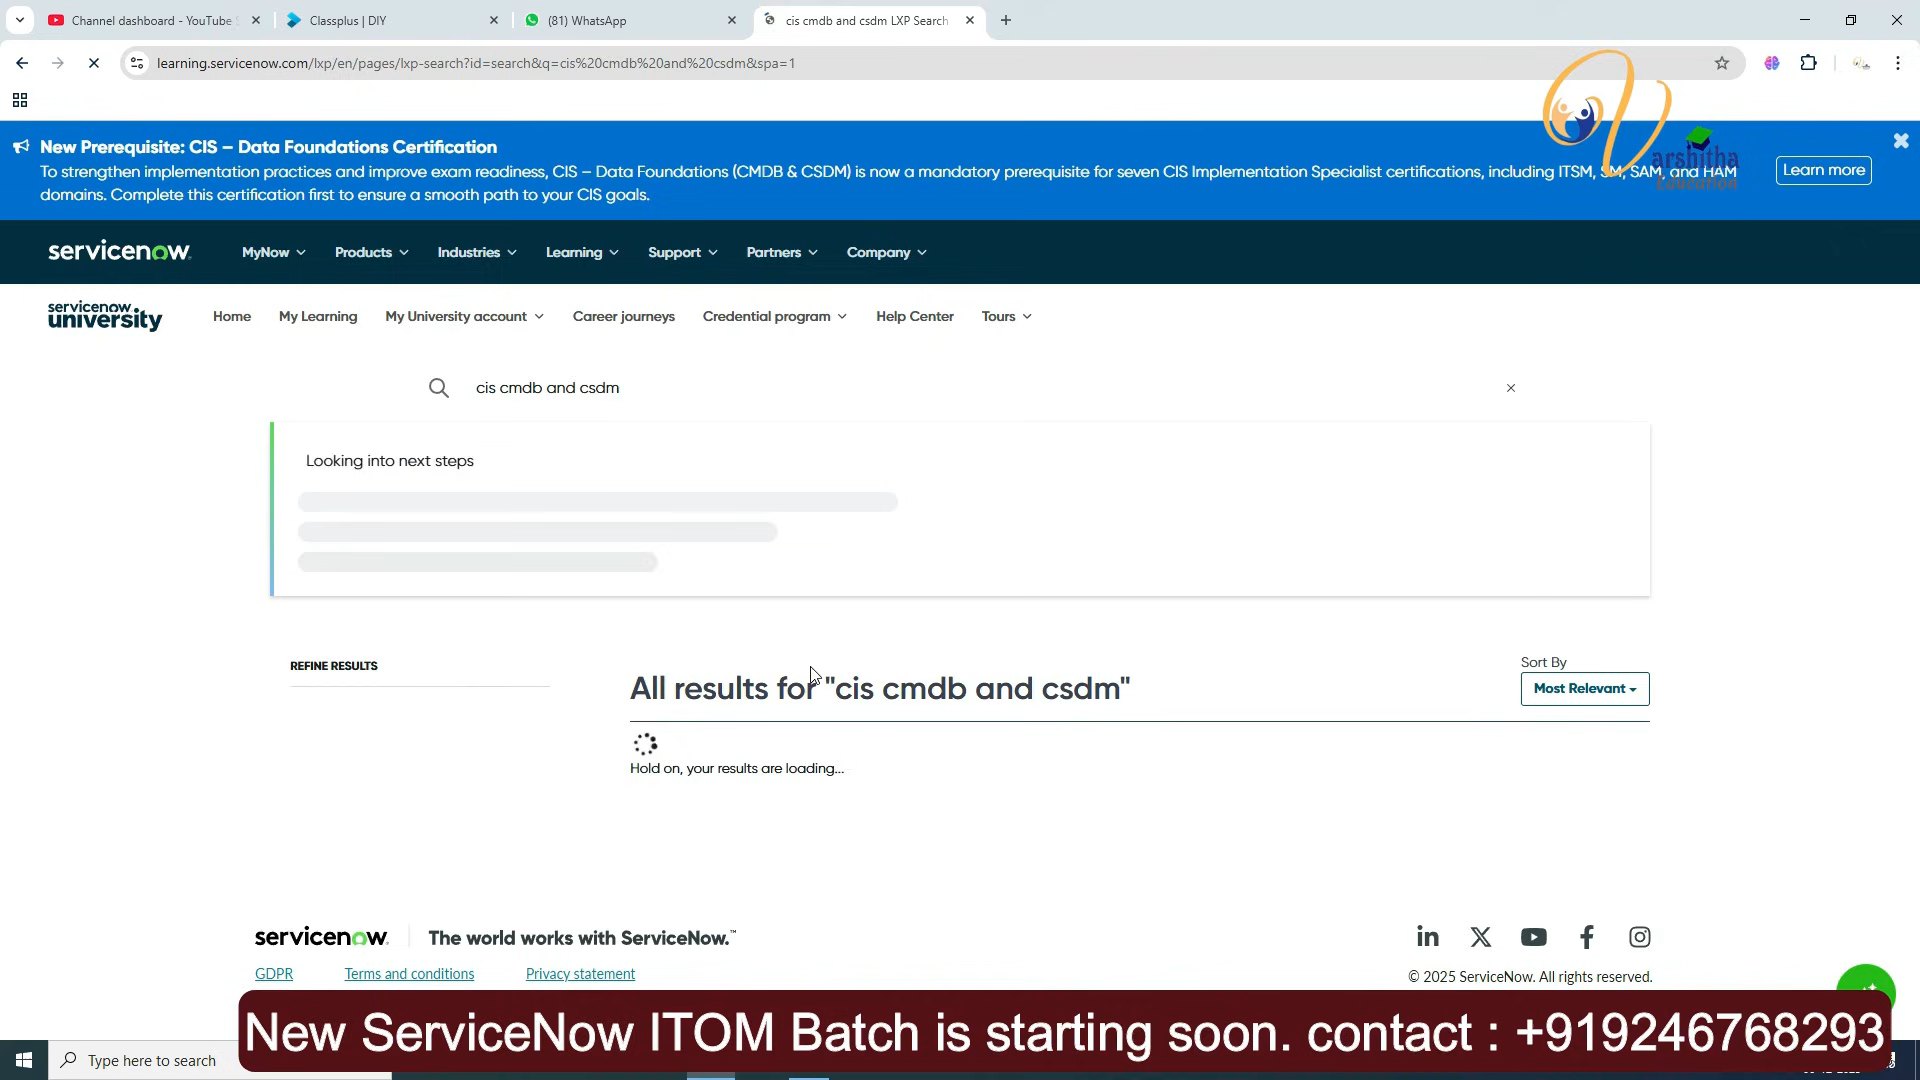 Channel dashboard - YouTube
Classplus | DIY
(81) WhatsApp
cis cmdb and csdm LXP Search
learning.servicenow.com/lxp/en/pages/lxp-search?id=search&q=cis%20cmdb%20and%20csdm&spa=1
New Prerequisite: CIS – Data Foundations Certification
To strengthen implementation practices and improve exam readiness, CIS – Data Foundations (CMDB & CSDM) is now a mandatory prerequisite for seven CIS Implementation Specialist certifications, including ITSM, SM, SAM, and HAM
domains. Complete this certification first to ensure a smooth path to your CIS goals.
Learn more
Varshitha
Education
servicenow
MyNow
Products
Industries
Learning
Support
Partners
Company
servicenow
university
Home
My Learning
My University account
Career journeys
Credential program
Help Center
Tours
cis cmdb and csdm
Looking into next steps
REFINE RESULTS
All results for "cis cmdb and csdm"
Sort By
Most Relevant
Hold on, your results are loading...
servicenow
The world works with ServiceNow.™
GDPR
Terms and conditions
Privacy statement
© 2025 ServiceNow. All rights reserved.
New ServiceNow ITOM Batch is starting soon. contact : +919246768293
Type here to search